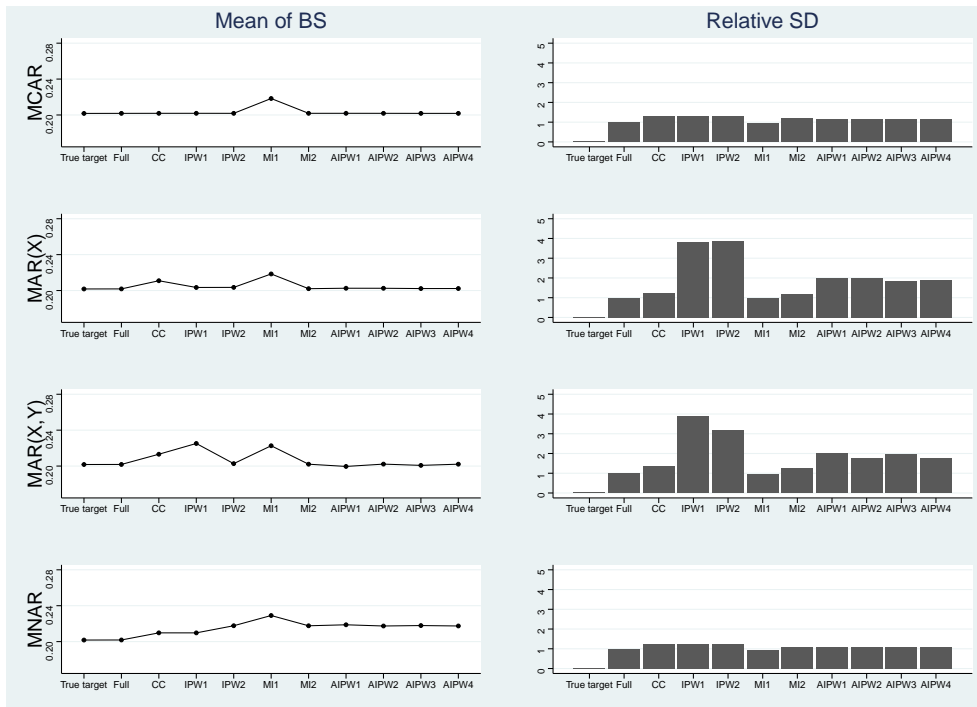 Mean of BS
Relative SD
MCAR
0.28
0.24
0.20
True target Full CC IPW1 IPW2 MI1 MI2 AIPW1 AIPW2 AIPW3 AIPW4
5
4
3
2
1
0
True target Full CC IPW1 IPW2 MI1 MI2 AIPW1 AIPW2 AIPW3 AIPW4
MAR(X)
0.28
0.24
0.20
True target Full CC IPW1 IPW2 MI1 MI2 AIPW1 AIPW2 AIPW3 AIPW4
5
4
3
2
1
0
True target Full CC IPW1 IPW2 MI1 MI2 AIPW1 AIPW2 AIPW3 AIPW4
MAR(X,Y)
0.28
0.24
0.20
True target Full CC IPW1 IPW2 MI1 MI2 AIPW1 AIPW2 AIPW3 AIPW4
5
4
3
2
1
0
True target Full CC IPW1 IPW2 MI1 MI2 AIPW1 AIPW2 AIPW3 AIPW4
MNAR
0.28
0.24
0.20
True target Full CC IPW1 IPW2 MI1 MI2 AIPW1 AIPW2 AIPW3 AIPW4
5
4
3
2
1
0
True target Full CC IPW1 IPW2 MI1 MI2 AIPW1 AIPW2 AIPW3 AIPW4